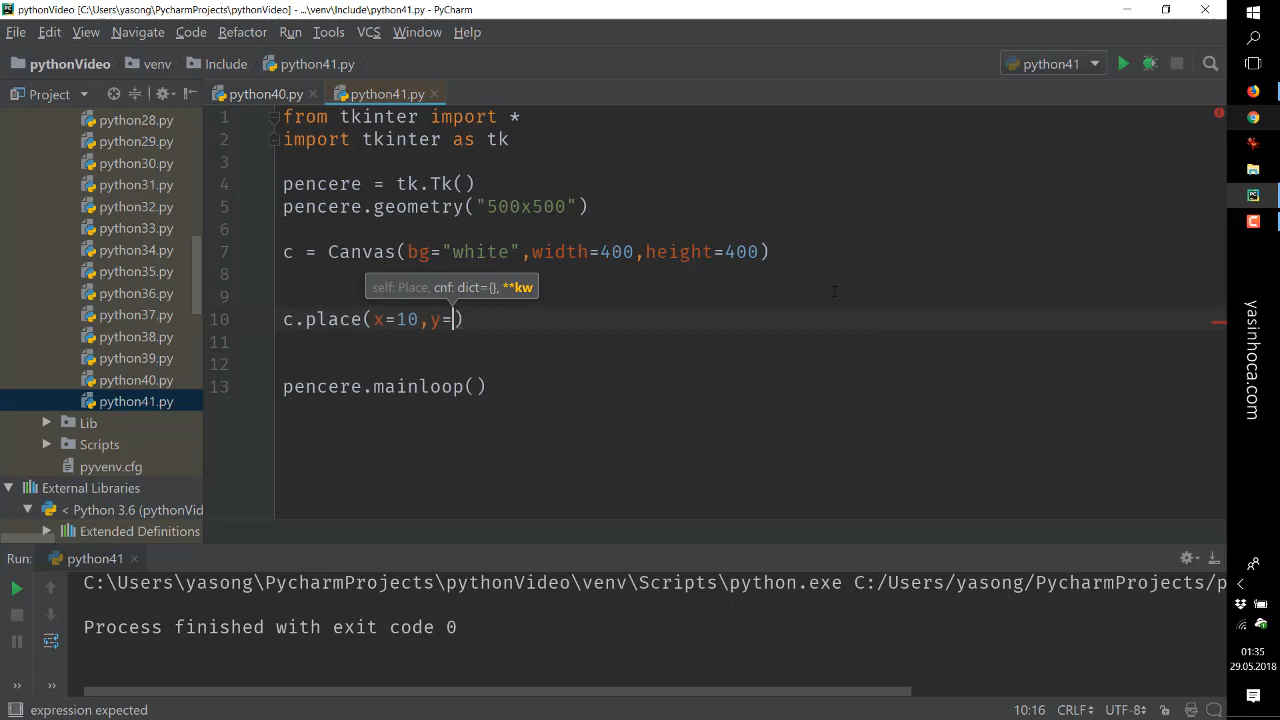 pythonVideo [C:\Users\yasong\PycharmProjects\pythonVideo] - ...\venv\Include\python41.py - PyCharm
File Edit View Navigate Code Refactor Run Tools VCS Window Help
pythonVideo venv Include python41.py python41
Project python40.py python41.py
python28.py
python29.py
python30.py
python31.py
python32.py
python33.py
python34.py
python35.py
python36.py
python37.py
python38.py
python39.py
python40.py
python41.py
Lib
Scripts
pyvenv.cfg
External Libraries
< Python 3.6 (pythonVi
Extended Definitions
1 from tkinter import *
2 import tkinter as tk
3
4 pencere = tk.Tk()
5 pencere.geometry("500x500")
6
7 c = Canvas(bg="white",width=400,height=400)
8
self: Place, cnf: dict={}, **kw
9
10 c.place(x=10,y=)
11
12
13 pencere.mainloop()
Run: python41
C:\Users\yasong\PycharmProjects\pythonVideo\venv\Scripts\python.exe C:/Users/yasong/PycharmProjects/p
Process finished with exit code 0
expression expected 10:16 CRLF UTF-8
yasinhoca.com
01:35
29.05.2018